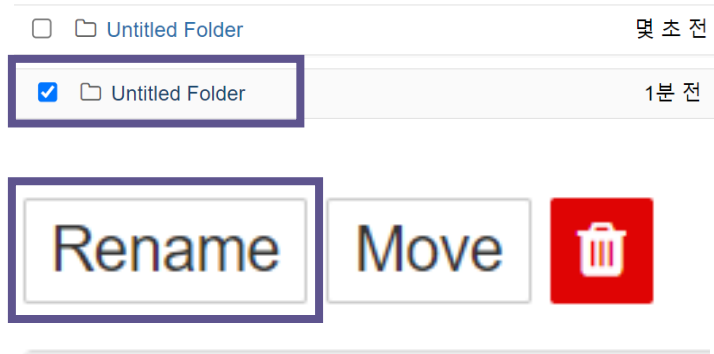 Untitled Folder 몇 초 전
Untitled Folder 1분 전
Rename Move